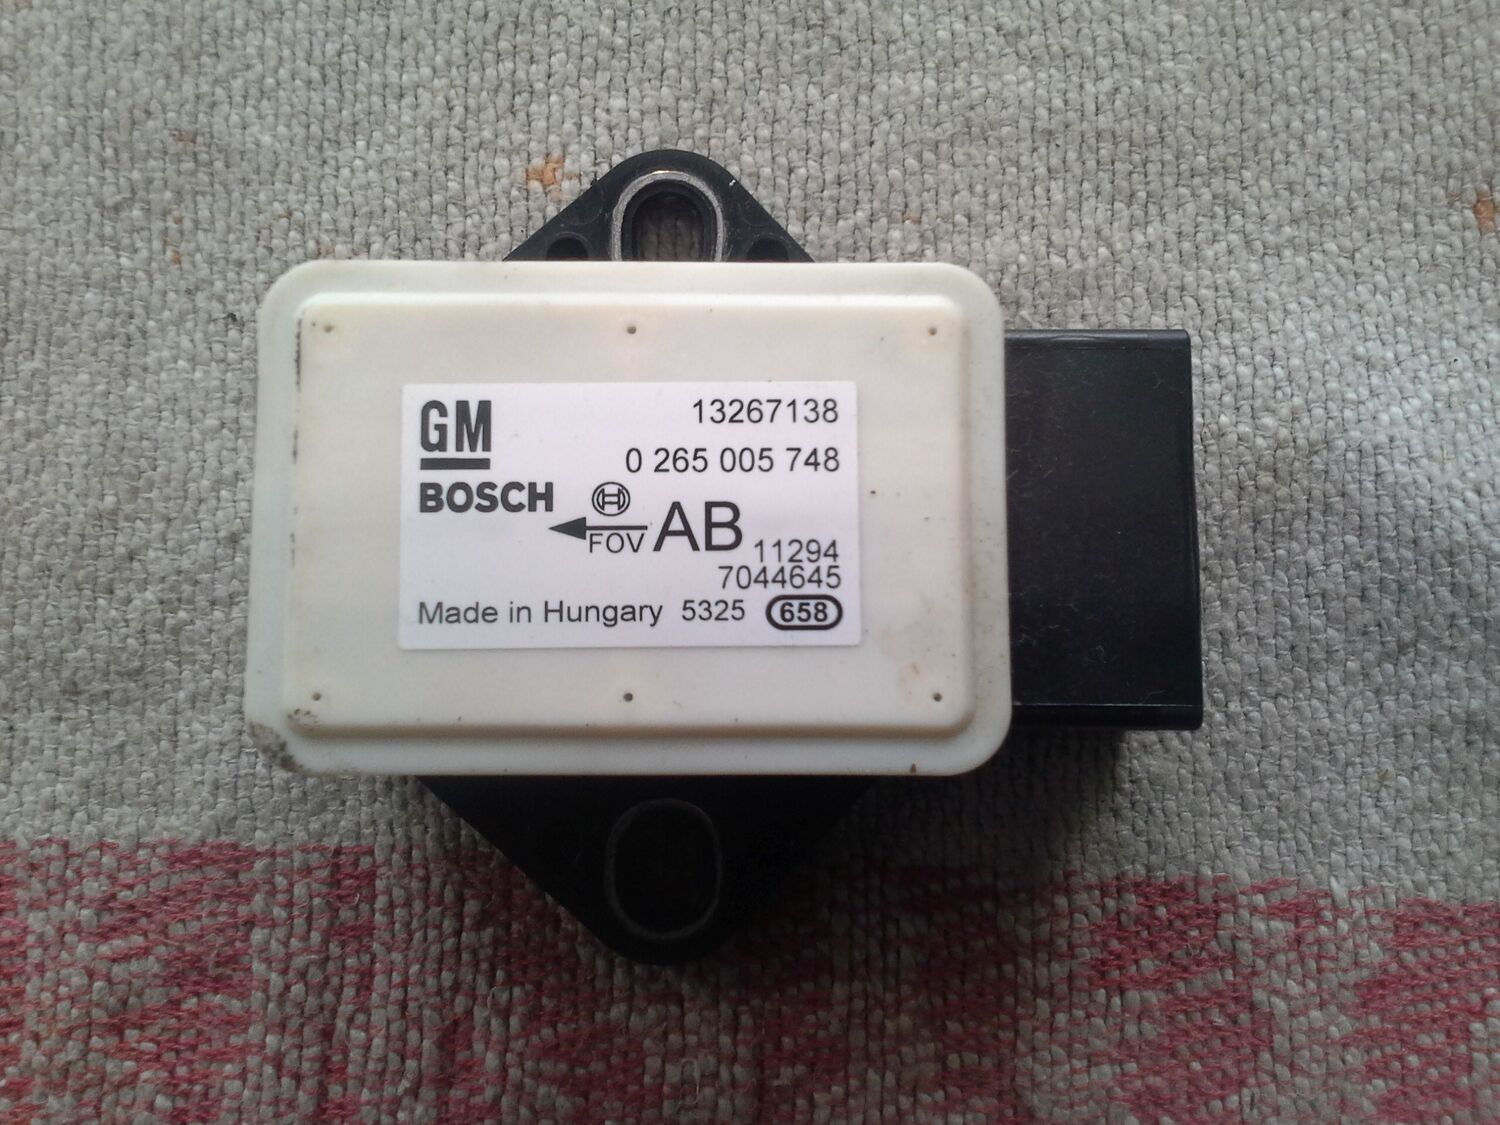 GM
13267138
0 265 005 748
BOSCH
FOV AB
11294
7044645
Made in Hungary 5325 658